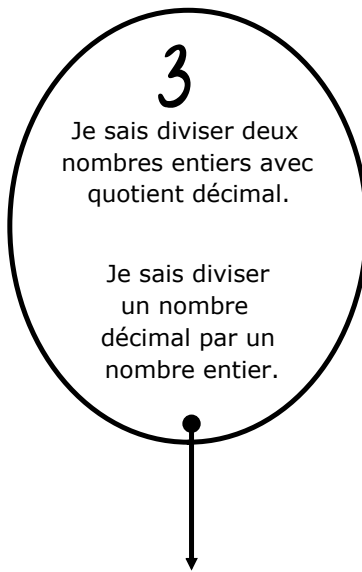 3
Je sais diviser deux
nombres entiers avec
quotient décimal.
Je sais diviser
un nombre
décimal par un
nombre entier.